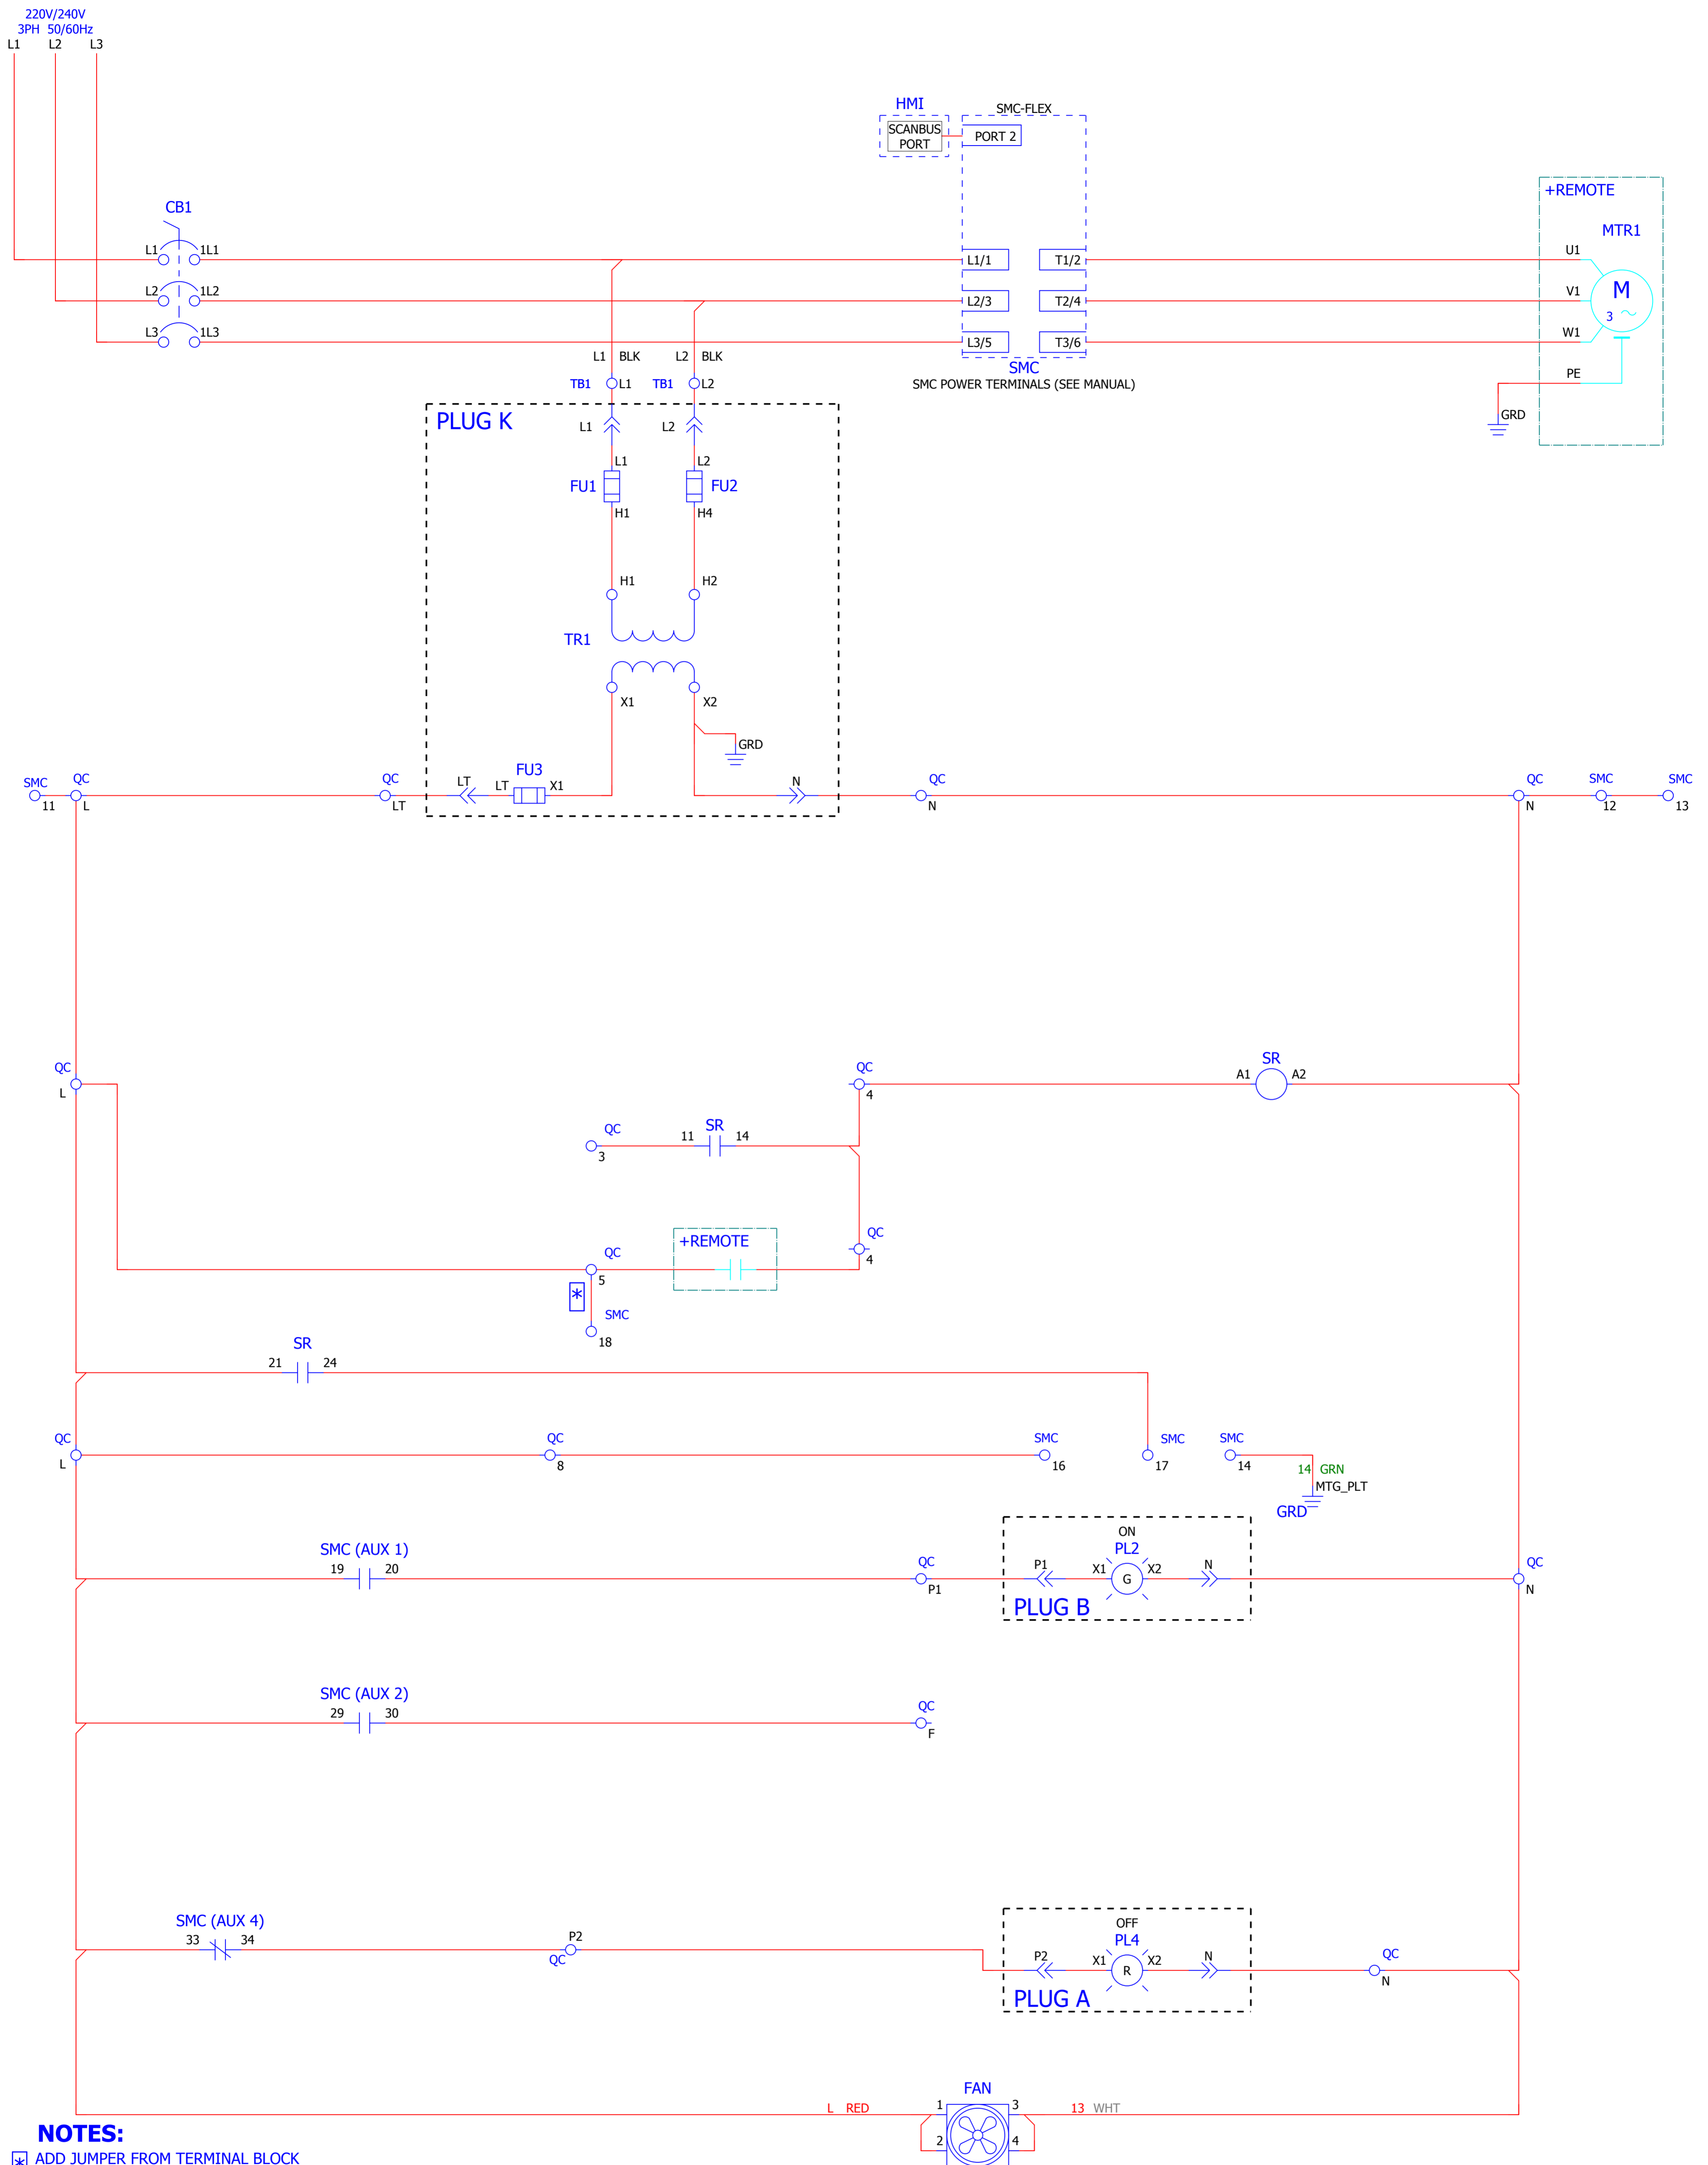 220V/240V
3PH 50/60Hz
L1 L2 L3
HMI
SMC-FLEX
SCANBUS
PORT
PORT 2
+REMOTE
CB1
MTR1
L1 1L1
L1/1 T1/2
U1
L2 1L2
L2/3 T2/4
V1
M
3
L3 1L3
L3/5 T3/6
W1
L1 BLK L2 BLK
SMC
PE
TB1 L1 TB1 L2
SMC POWER TERMINALS (SEE MANUAL)
GRD
PLUG K
L1 L2
L1 L2
FU1 FU2
H1 H4
H1 H2
TR1
X1 X2
GRD
FU3
SMC QC QC LT LT X1 N QC QC SMC SMC
11 L LT N N 12 13
QC QC SR
L 4 A1 A2
QC SR
3 11 14
QC
4
+REMOTE
QC
5
*
SMC
18
SR
21 24
QC QC SMC SMC SMC
L 8 16 17 14
14 GRN
MTG_PLT
GRD
ON
SMC (AUX 1)
PL2
19 20 QC P1 X1 G X2 N QC
P1 N
PLUG B
SMC (AUX 2)
29 30 QC
F
SMC (AUX 4)
OFF
33 34 P2
QC
PL4
P2 X1 R X2 N QC
N
PLUG A
FAN
L RED 1 3 13 WHT
2 4
NOTES:
* ADD JUMPER FROM TERMINAL BLOCK